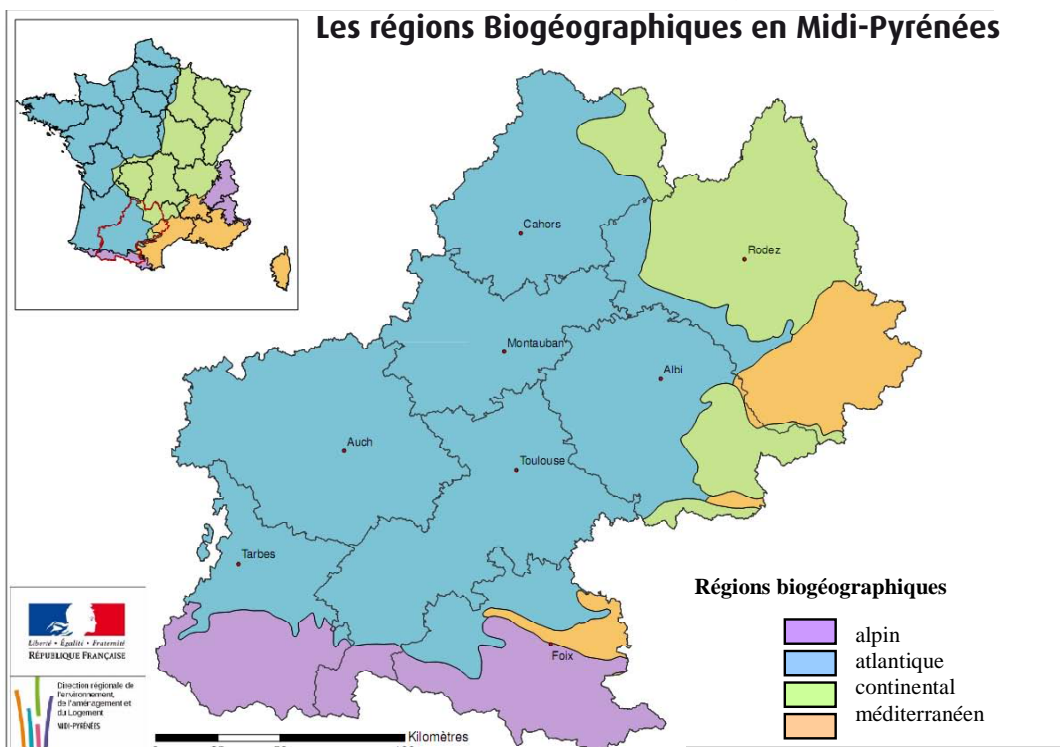 Les régions Biogéographiques en Midi-Pyrénées
Cahors
Rodez
Montauban
Albi
Auch
Toulouse
Tarbes
Foix
Régions biogéographiques
alpin
atlantique
continental
méditerranéen
Liberté • Égalité • Fraternité
RÉPUBLIQUE FRANÇAISE
Direction régionale de
l'environnement,
de l'aménagement et
du Logement
MIDI-PYRÉNÉES
Kilomètres